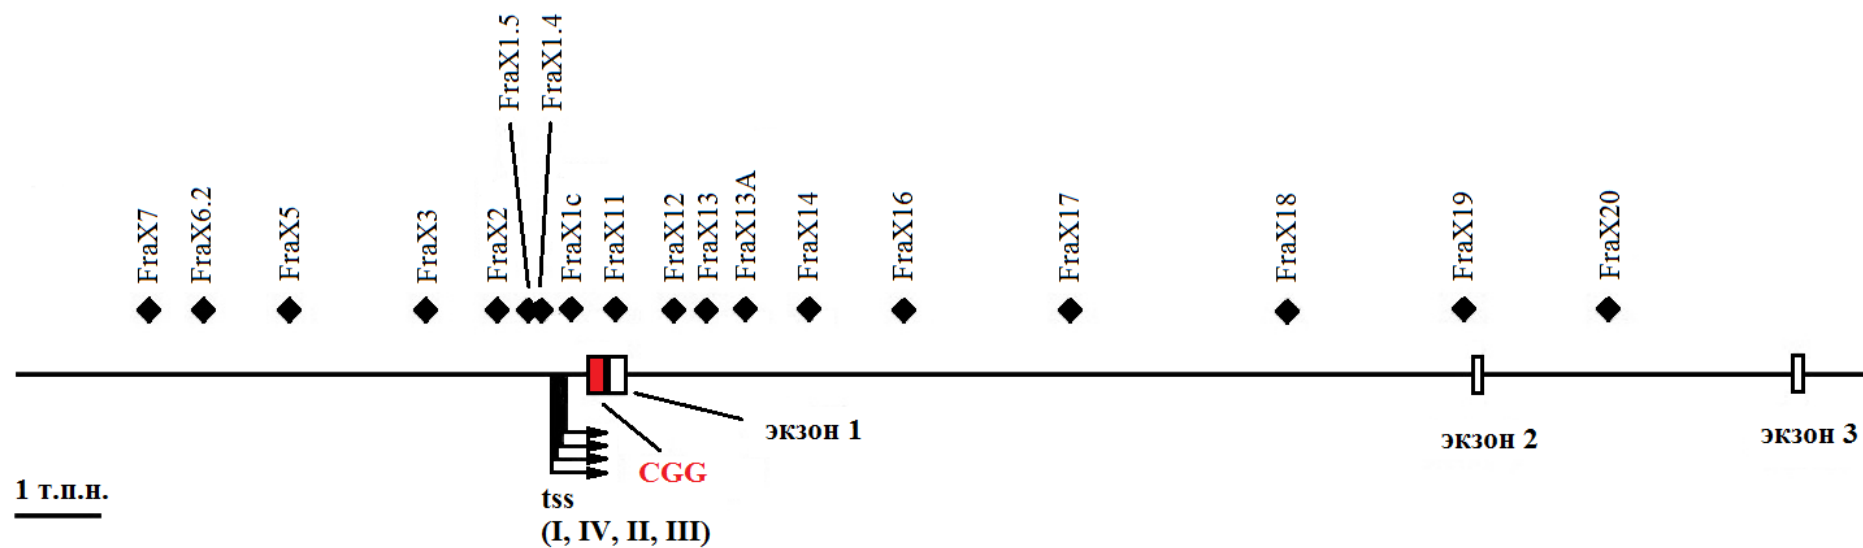 FraX1.5
FraX1.4
FraX7
FraX6.2
FraX5
FraX3
FraX2
FraX1c
FraX11
FraX12
FraX13
FraX13A
FraX14
FraX16
FraX17
FraX18
FraX19
FraX20
экзон 1
экзон 2
экзон 3
CGG
1 т.п.н.
tss
(I, IV, II, III)